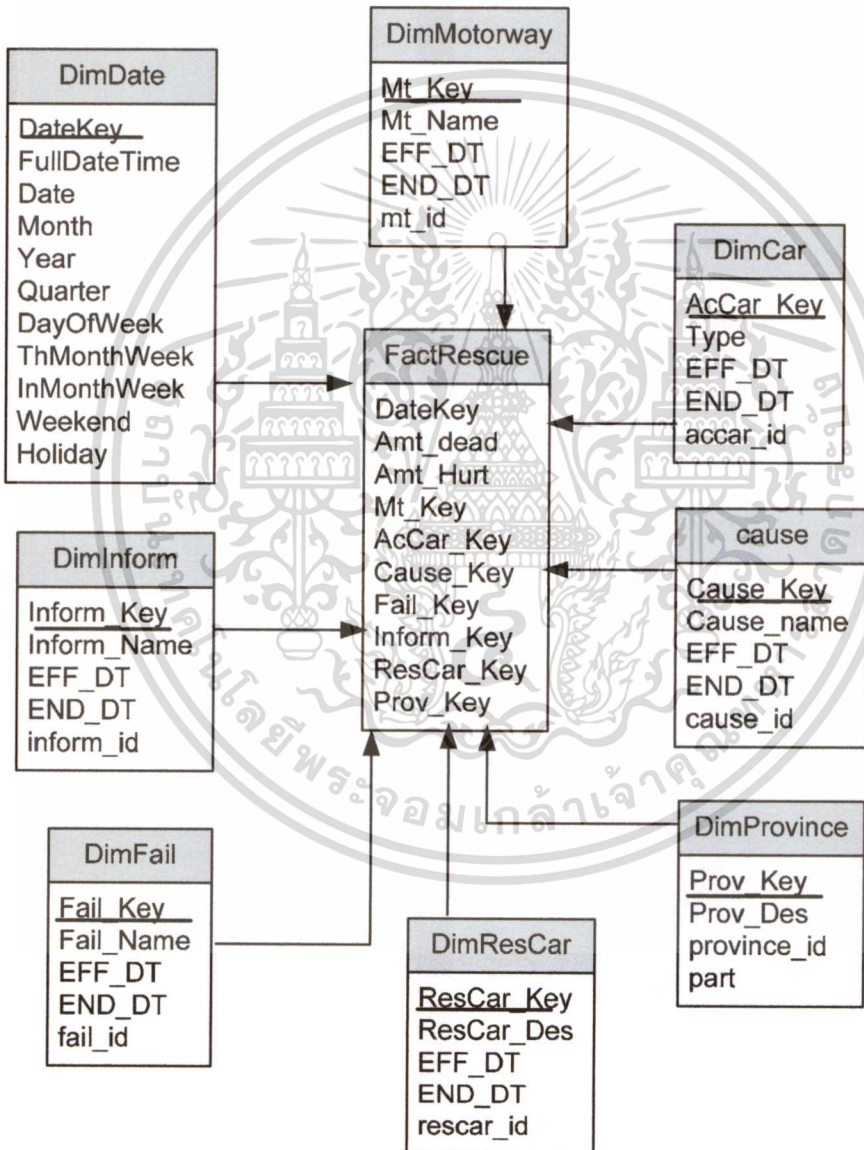 DimMotorway
Mt_Key
Mt_Name
EFF_DT
END_DT
mt_id
DimDate
DateKey
FullDateTime
Date
Month
Year
Quarter
DayOfWeek
ThMonthWeek
InMonthWeek
Weekend
Holiday
DimCar
AcCar_Key
Type
EFF_DT
END_DT
accar_id
FactRescue
DateKey
Amt_dead
Amt_Hurt
Mt_Key
AcCar_Key
Cause_Key
Fail_Key
Inform_Key
ResCar_Key
Prov_Key
cause
Cause_Key
Cause_name
EFF_DT
END_DT
cause_id
DimInform
Inform_Key
Inform_Name
EFF_DT
END_DT
inform_id
DimProvince
Prov_Key
Prov_Des
province_id
part
DimFail
Fail_Key
Fail_Name
EFF_DT
END_DT
fail_id
DimResCar
ResCar_Key
ResCar_Des
EFF_DT
END_DT
rescar_id